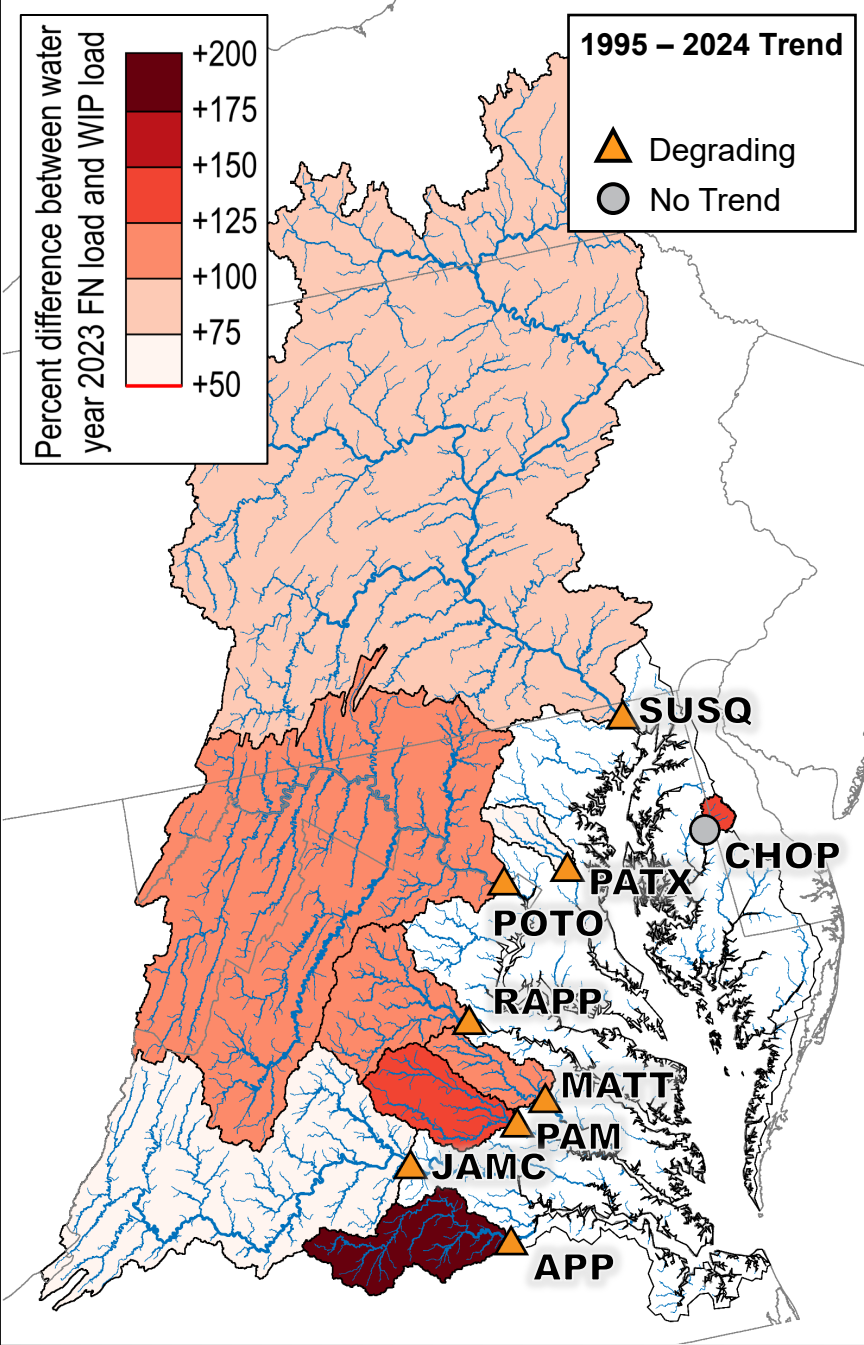 Percent difference between water
year 2023 FN load and WIP load
+200
+175
+150
+125
+100
+75
+50
1995 – 2024 Trend
Degrading
No Trend
SUSQ
CHOP
PATX
POTO
RAPP
MATT
PAM
JAMC
APP